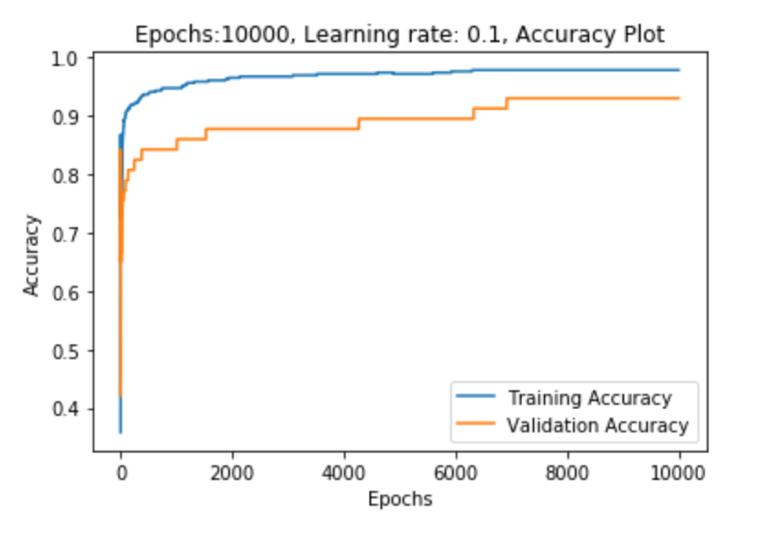 Epochs:10000, Learning rate: 0.1, Accuracy Plot
1.0
0.9
0.8
0.7
0.6
0.5
0.4
Accuracy
Training Accuracy
Validation Accuracy
0 2000 4000 6000 8000 10000
Epochs